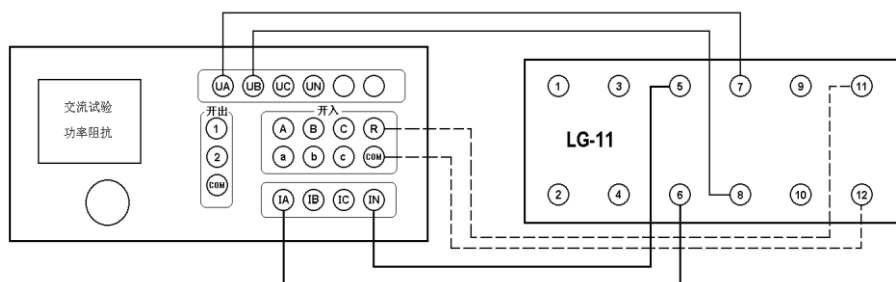 UA UB UC UN
交流试验
功率阻抗
开出
1
2
COM
开入
A B C R
a b c COM
IA IB IC IN
1 3 5 7 9 11
LG-11
2 4 6 8 10 12